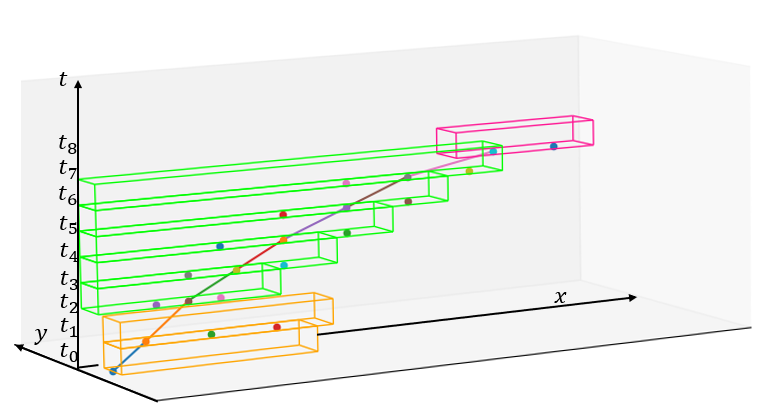 t
t₈
t₇
t₆
t₅
t₄
t₃
t₂
t₁
t₀
y
x